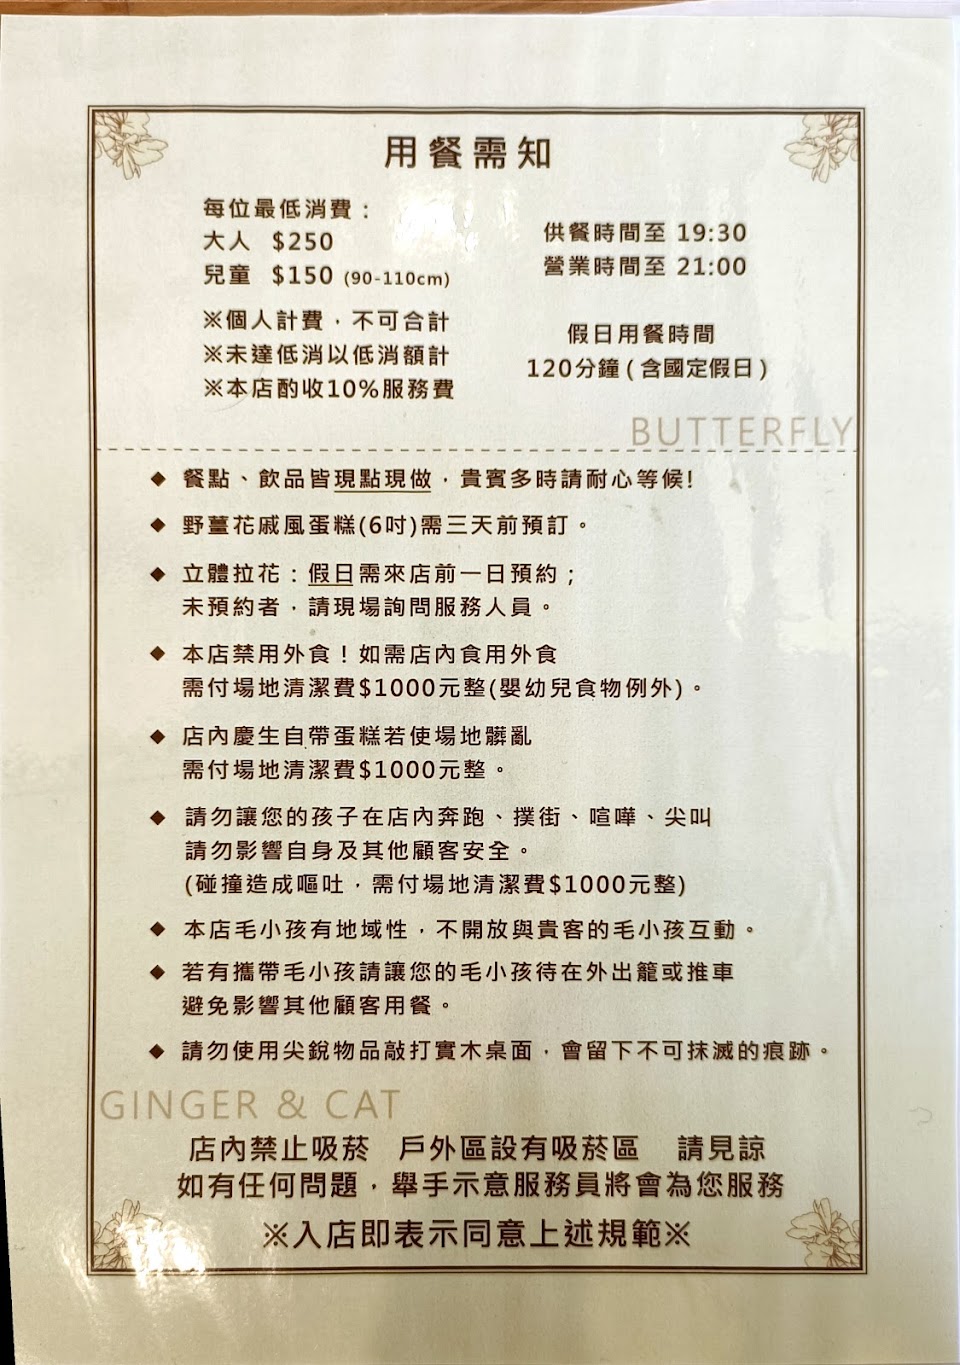 用餐需知
每位最低消費：
大人 $250
兒童 $150 (90-110cm)
※個人計費，不可合計
※未達低消以低消額計
※本店酌收10%服務費
供餐時間至 19:30
營業時間至 21:00
假日用餐時間
120分鐘(含國定假日)
BUTTERFLY
◆ 餐點、飲品皆現點現做，貴賓多時請耐心等候!
◆ 野薑花戚風蛋糕(6吋)需三天前預訂。
◆ 立體拉花：假日需來店前一日預約；
未預約者，請現場詢問服務人員。
◆ 本店禁用外食！如需店內食用外食
需付場地清潔費$1000元整(嬰幼兒食物例外)。
◆ 店內慶生自帶蛋糕若使場地髒亂
需付場地清潔費$1000元整。
◆ 請勿讓您的孩子在店內奔跑、撲街、喧嘩、尖叫
請勿影響自身及其他顧客安全。
(碰撞造成嘔吐，需付場地清潔費$1000元整)
◆ 本店毛小孩有地域性，不開放與貴客的毛小孩互動。
◆ 若有攜帶毛小孩請讓您的毛小孩待在外出籠或推車
避免影響其他顧客用餐。
◆ 請勿使用尖銳物品敲打實木桌面，會留下不可抹滅的痕跡。
GINGER & CAT
店內禁止吸菸 戶外區設有吸菸區 請見諒
如有任何問題，舉手示意服務員將會為您服務
※入店即表示同意上述規範※